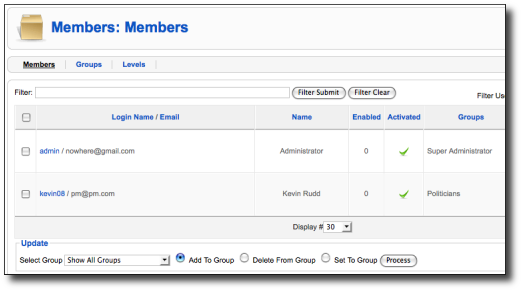 Members: Members
Members Groups Levels
Filter: Filter Submit Filter Clear Filter Us
Login Name / Email Name Enabled Activated Groups
admin / nowhere@gmail.com Administrator 0 Super Administrator
kevin08 / pm@pm.com Kevin Rudd 0 Politicians
Display # 30
Update
Select Group Show All Groups Add To Group Delete From Group Set To Group Process